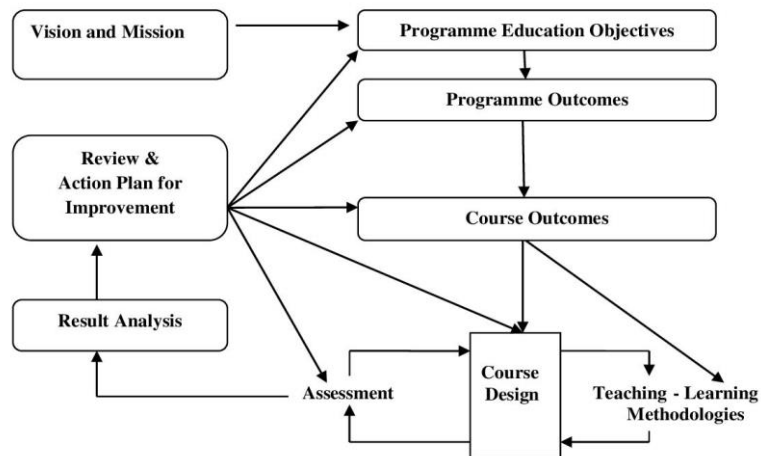 Vision and Mission
Programme Education Objectives
Programme Outcomes
Review &
Action Plan for
Improvement
Course Outcomes
Result Analysis
Assessment
Course
Design
Teaching - Learning
Methodologies